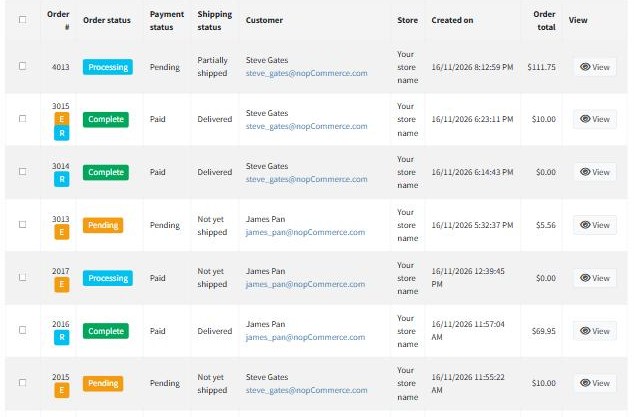 Order # Order status Payment status Shipping status Customer Store Created on Order total View
4013 Processing Pending Partially shipped Steve Gates steve_gates@nopCommerce.com Your store name 16/11/2026 8:12:59 PM $111.75 View
3015 E R Complete Paid Delivered Steve Gates steve_gates@nopCommerce.com Your store name 16/11/2026 6:23:11 PM $10.00 View
3014 R Complete Paid Delivered Steve Gates steve_gates@nopCommerce.com Your store name 16/11/2026 6:14:43 PM $0.00 View
3013 E Pending Pending Not yet shipped James Pan james_pan@nopCommerce.com Your store name 16/11/2026 5:32:37 PM $5.56 View
2017 E Processing Paid Not yet shipped James Pan james_pan@nopCommerce.com Your store name 16/11/2026 12:39:45 PM $0.00 View
2016 R Complete Paid Delivered James Pan james_pan@nopCommerce.com Your store name 16/11/2026 11:57:04 AM $69.95 View
2015 E Pending Pending Not yet shipped Steve Gates steve_gates@nopCommerce.com Your store name 16/11/2026 11:55:22 AM $10.00 View